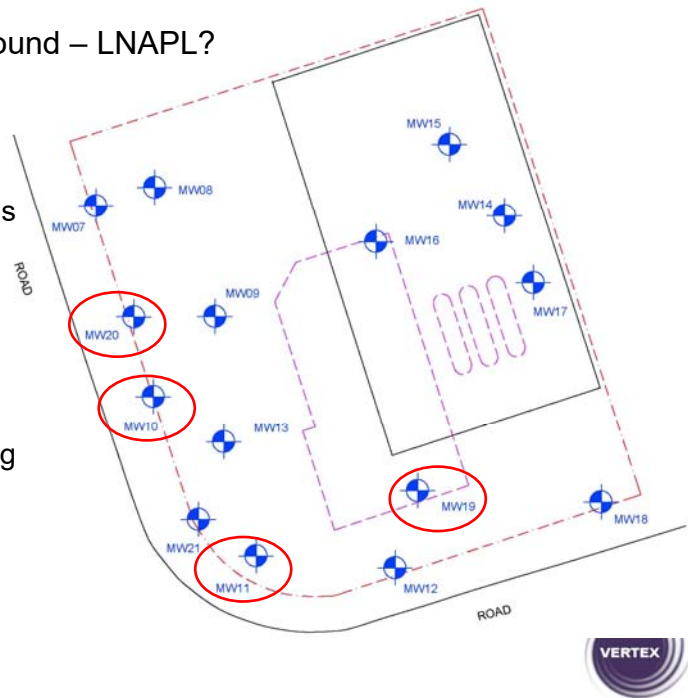 ound – LNAPL?
MW15
MW08
MW14
s
MW07
MW16
ROAD
MW09
MW17
MW20
MW13
g
MW10
MW19
MW18
MW21
MW11
MW12
ROAD
VERTEX